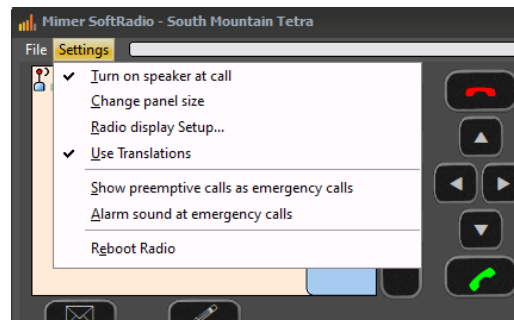 Mimer SoftRadio - South Mountain Tetra
File Settings
Turn on speaker at call
Change panel size
Radio display Setup...
Use Translations
Show preemptive calls as emergency calls
Alarm sound at emergency calls
Reboot Radio